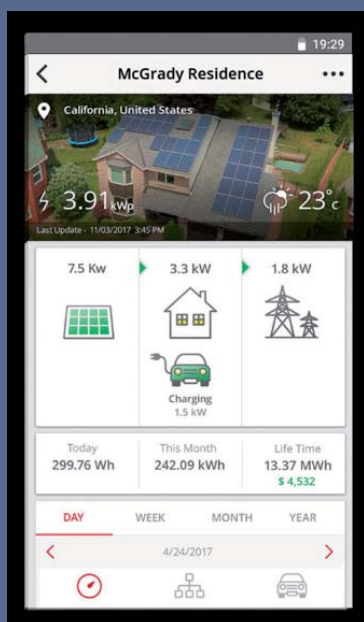 19:29
McGrady Residence
California, United States
3.91 kWp
23°c
Last Update - 11/03/2017 3:45 PM
7.5 Kw
3.3 kW
1.8 kW
Charging
1.5 kW
Today
This Month
Life Time
299.76 Wh
242.09 kWh
13.37 MWh
$ 4,532
DAY
WEEK
MONTH
YEAR
4/24/2017